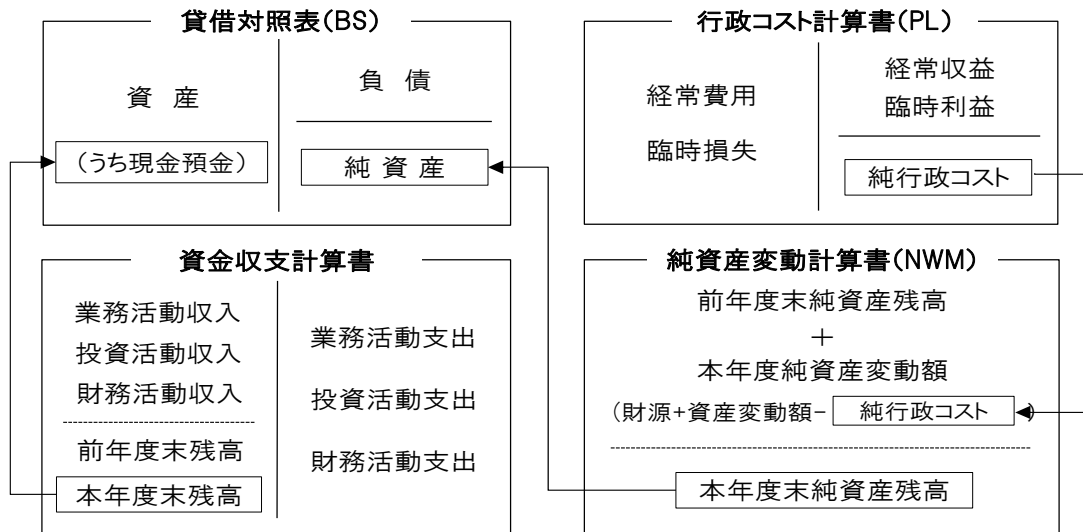 貸借対照表(BS)
資 産
(うち現金預金)
負 債
純 資 産
行政コスト計算書(PL)
経常費用
臨時損失
経常収益
臨時利益
純行政コスト
資金収支計算書
業務活動収入
投資活動収入
財務活動収入
前年度末残高
本年度末残高
業務活動支出
投資活動支出
財務活動支出
純資産変動計算書(NWM)
前年度末純資産残高
+
本年度純資産変動額
(財源+資産変動額- 純行政コスト )
本年度末純資産残高